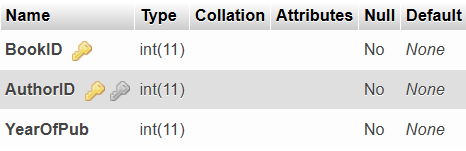 Name Type Collation Attributes Null Default
BookID int(11) No None
AuthorID int(11) No None
YearOfPub int(11) No None